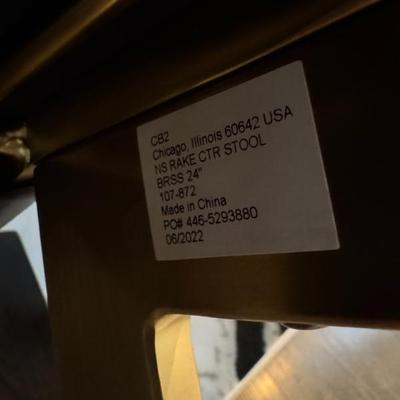 CB2
Chicago, Illinois 60642 USA
NS RAKE CTR STOOL
BRSS 24"
107-872
Made in China
PO# 446-5293880
06/2022